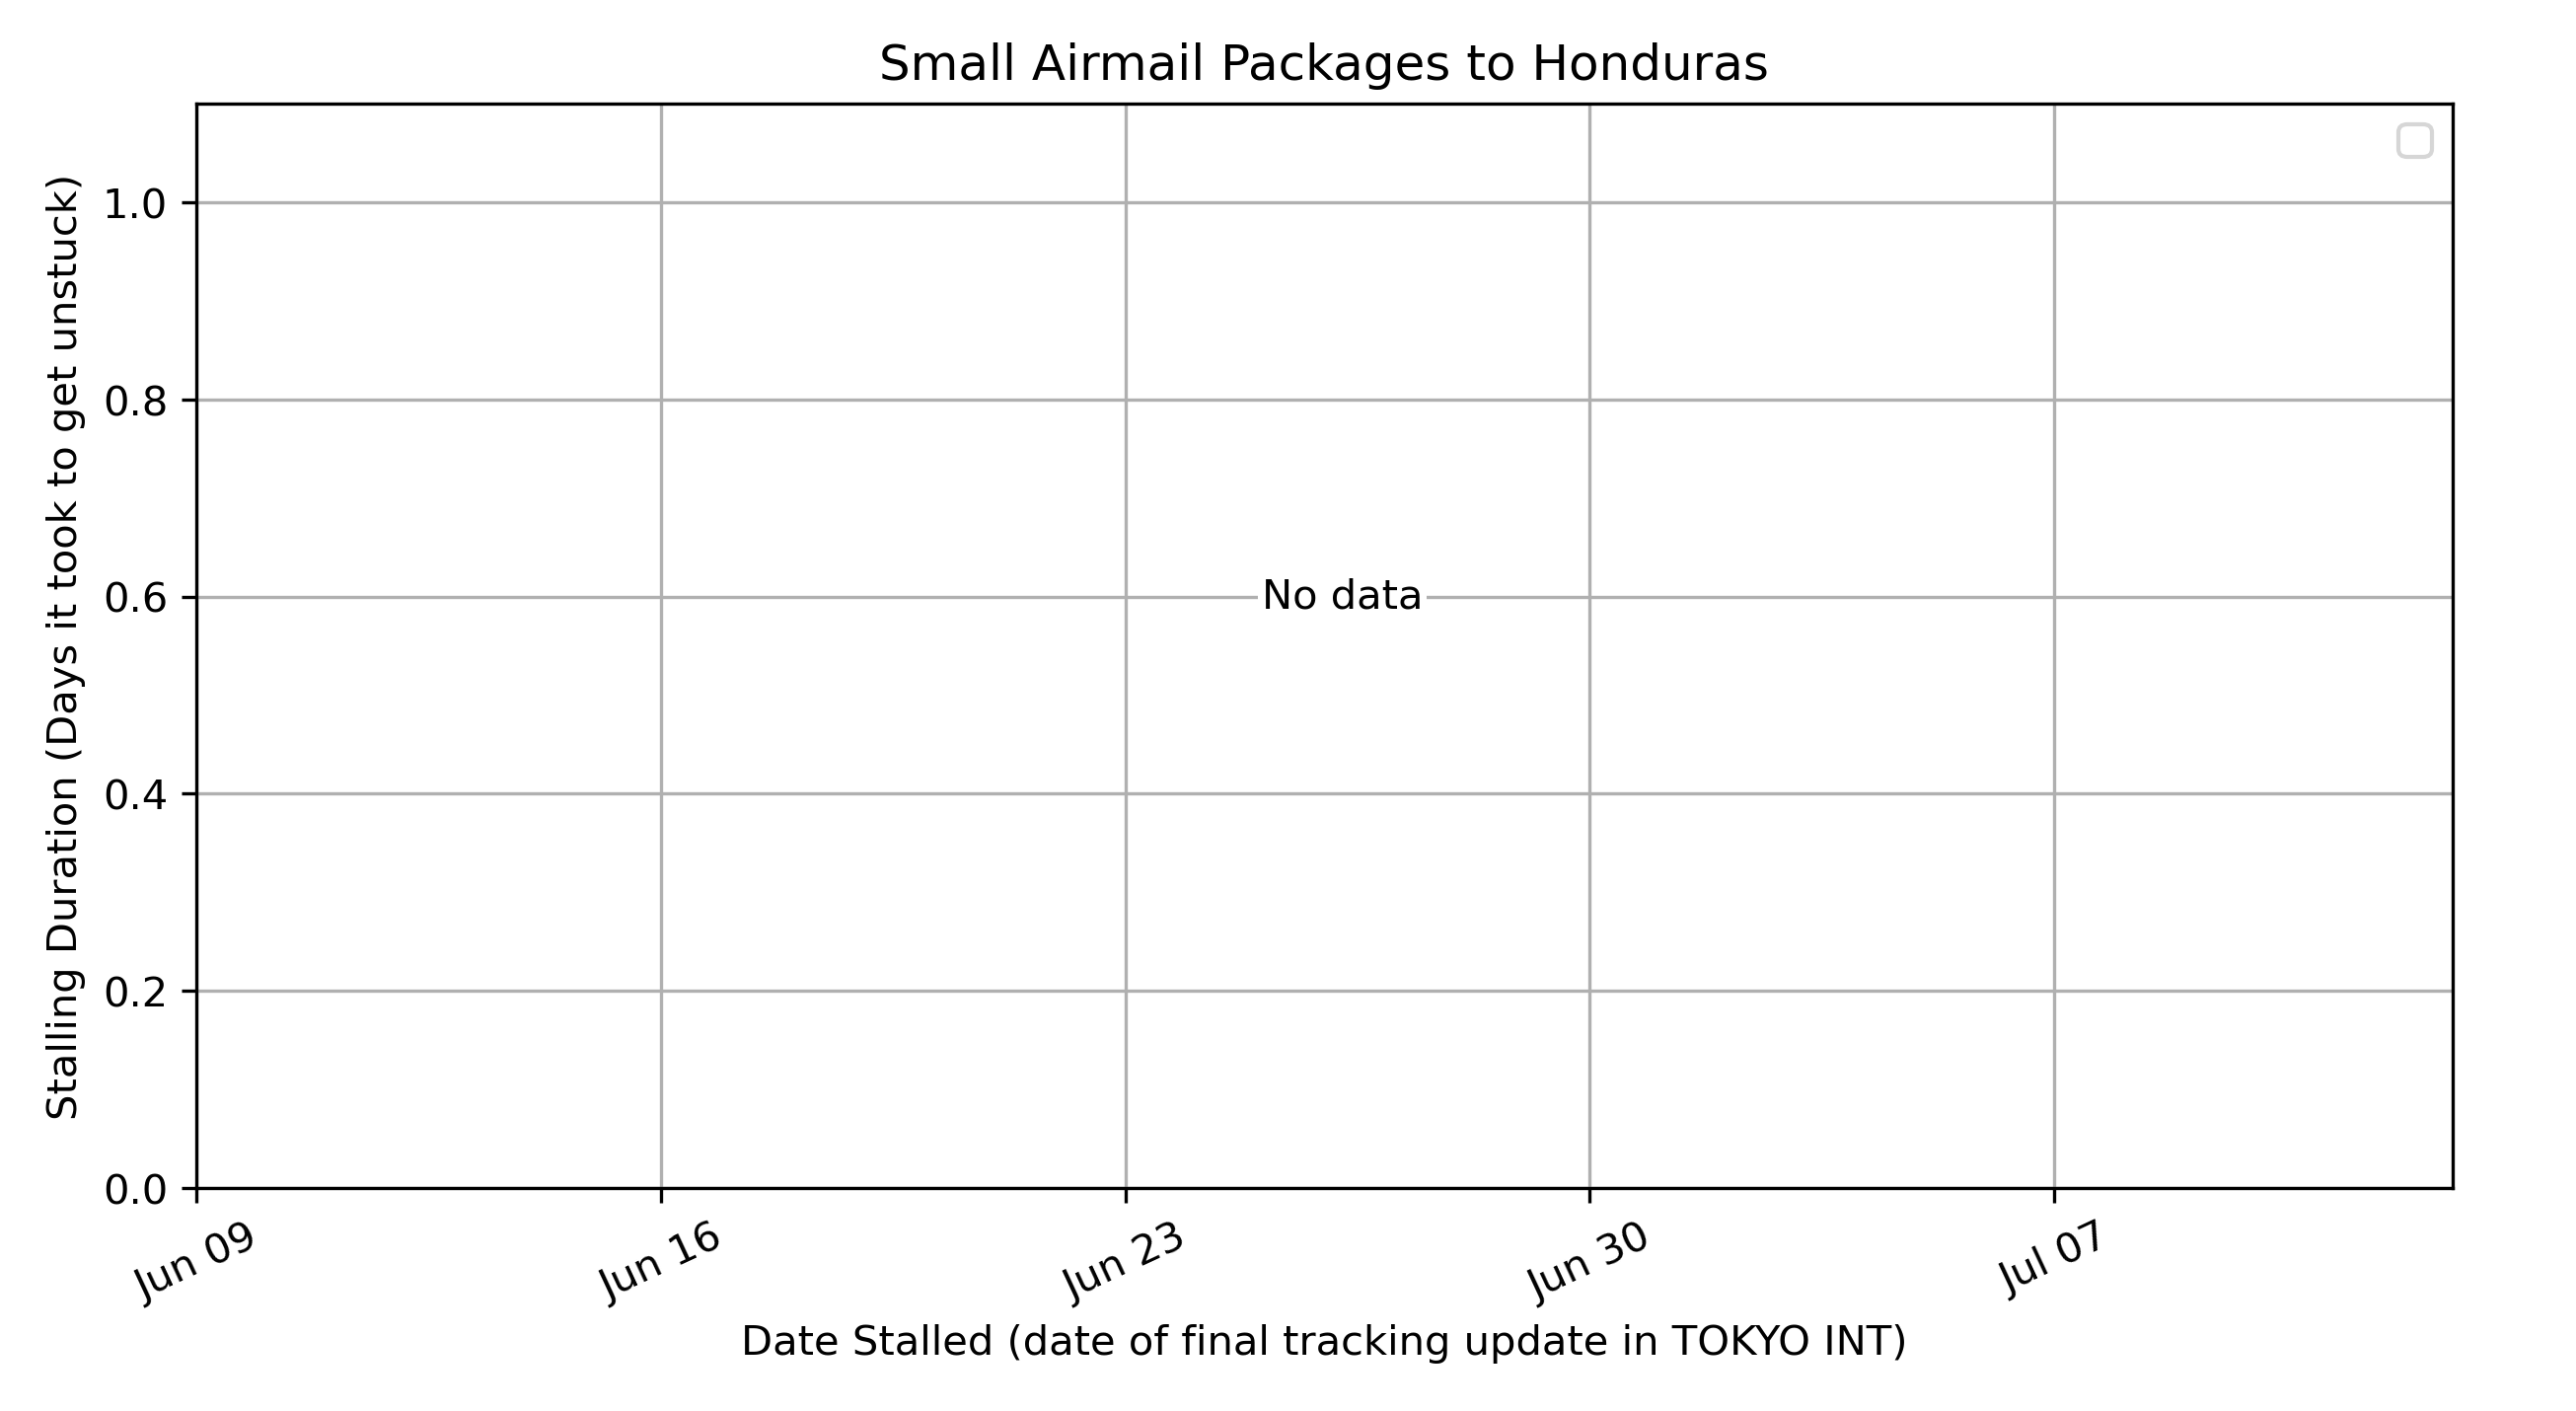 Small Airmail Packages to Honduras
Stalling Duration (Days it took to get unstuck)
1.0
0.8
0.6
0.4
0.2
0.0
No data
Jun 09
Jun 16
Jun 23
Jun 30
Jul 07
Date Stalled (date of final tracking update in TOKYO INT)